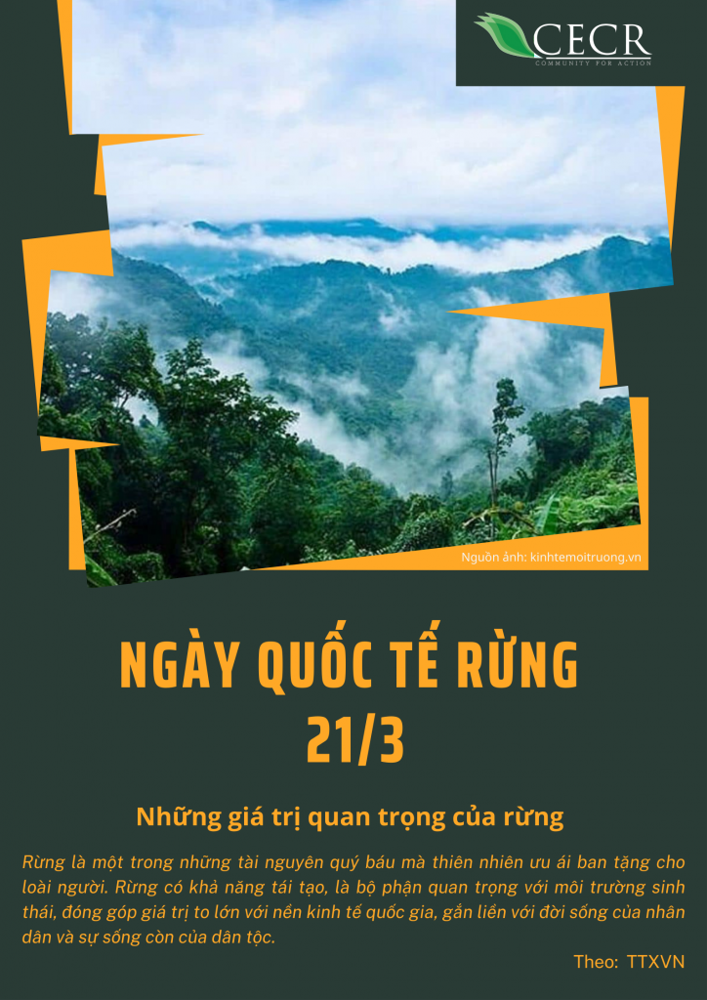 CECR
COMMUNITY FOR ACTION
Nguồn ảnh: kinhtemoitruong.vn
NGÀY QUỐC TẾ RỪNG
21/3
Những giá trị quan trọng của rừng
Rừng là một trong những tài nguyên quý báu mà thiên nhiên ưu ái ban tặng cho
loài người. Rừng có khả năng tái tạo, là bộ phận quan trọng với môi trường sinh
thái, đóng góp giá trị to lớn với nền kinh tế quốc gia, gắn liền với đời sống của nhân
dân và sự sống còn của dân tộc.
Theo: TTXVN